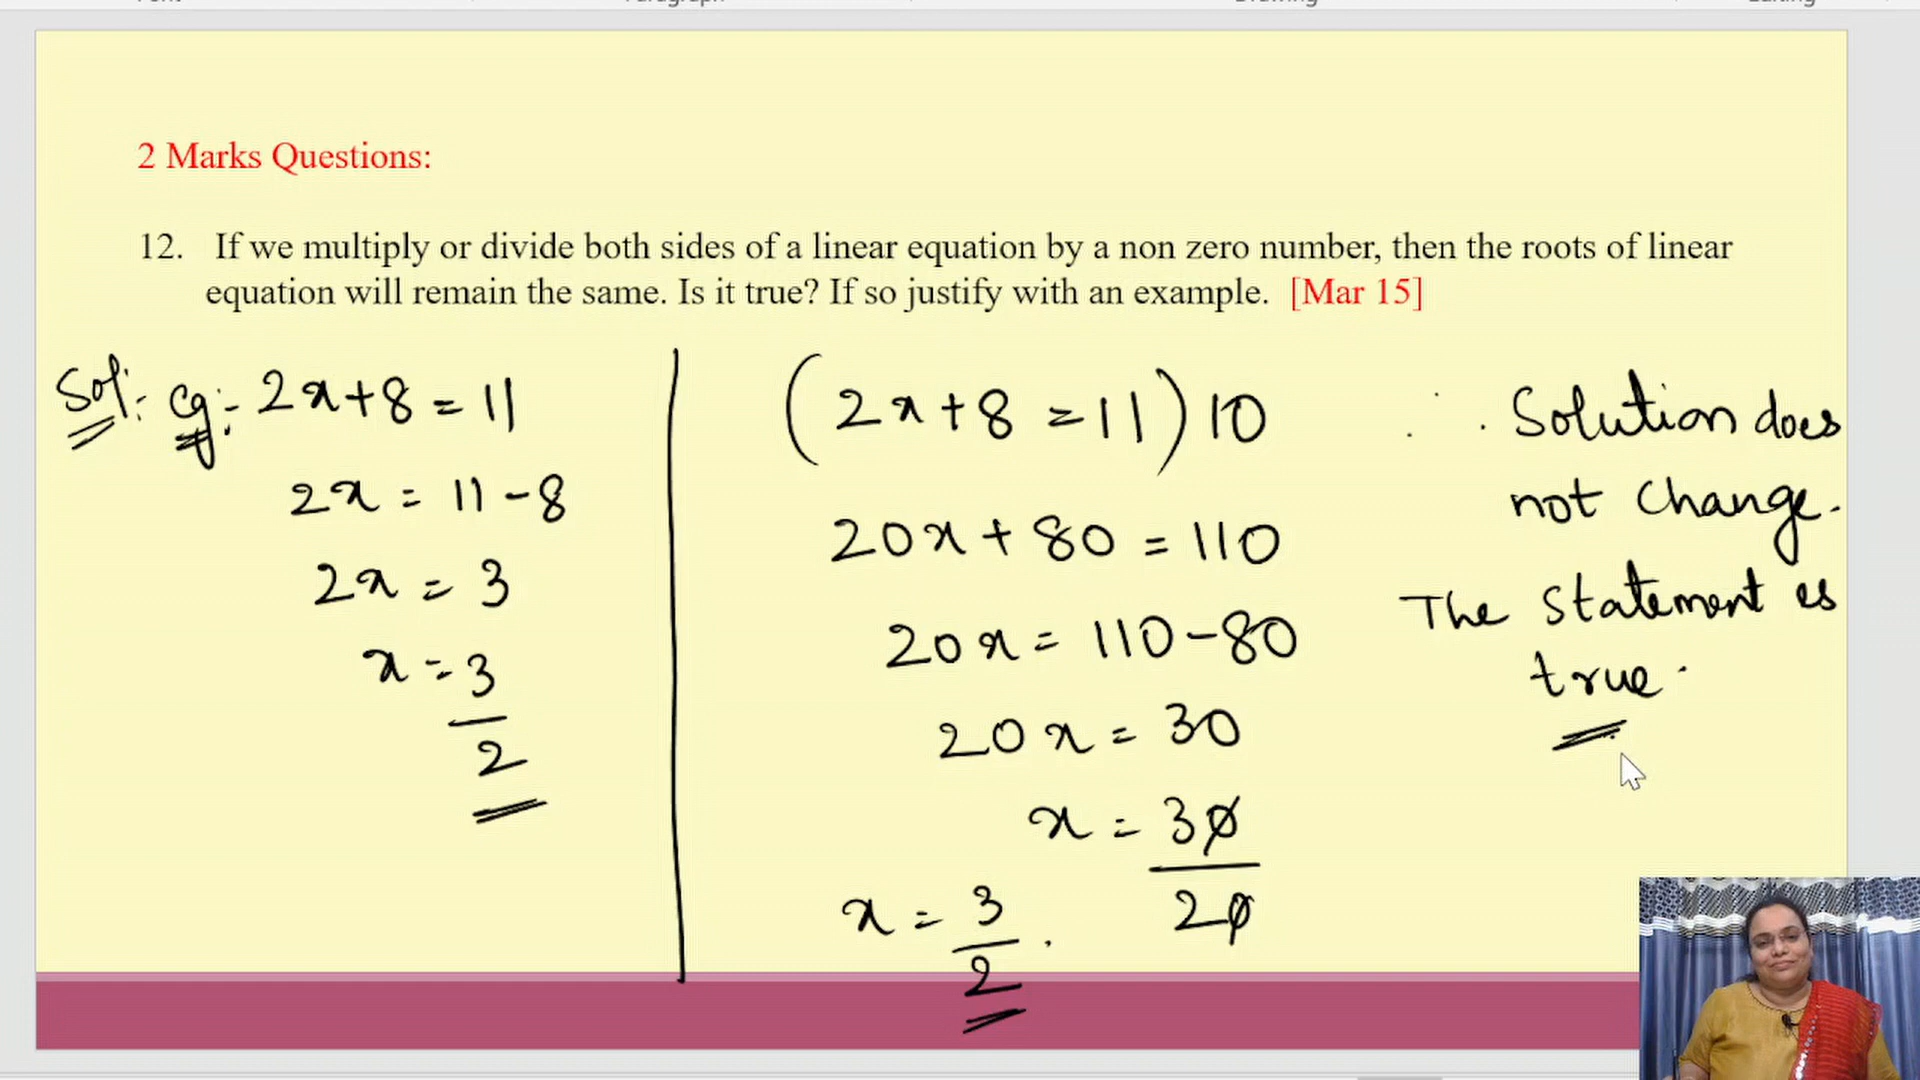 2 Marks Questions:
12. If we multiply or divide both sides of a linear equation by a non zero number, then the roots of linear
equation will remain the same. Is it true? If so justify with an example. [Mar 15]
Sol:- eg:- 2x+8 = 11
2x = 11-8
2x = 3
x = 3/2
(2x+8 = 11) 10
20x + 80 = 110
20x = 110-80
20x = 30
x = 30/20
x = 3/2.
∴ Solution does
not change.
The statement is
true.